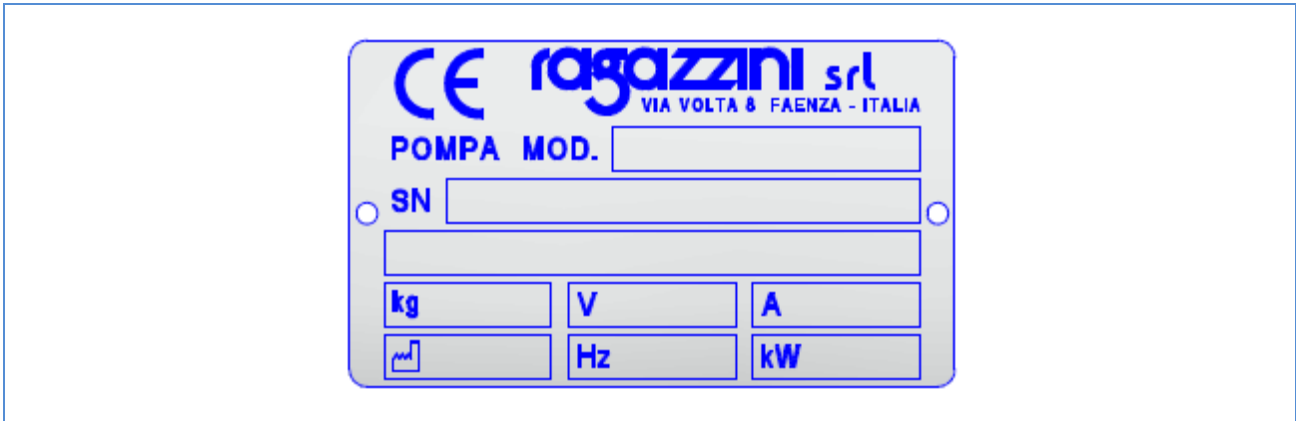 CE ragazzini srl
VIA VOLTA 8 FAENZA - ITALIA
POMPA MOD.
SN
kg V A
Hz kW